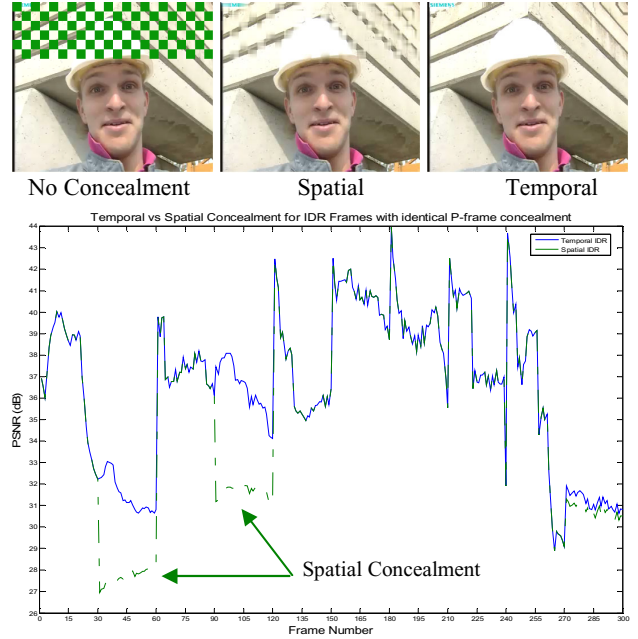 SIEMENS
No Concealment Spatial Temporal
Temporal vs Spatial Concealment for IDR Frames with identical P-frame concealment
Temporal IDR
Spatial IDR
PSNR (dB)
44
43
42
41
40
39
38
37
36
35
34
33
32
31
30
29
28
27
26
Spatial Concealment
0 15 30 45 60 75 90 105 120 135 150 165 180 195 210 225 240 255 270 285 300
Frame Number